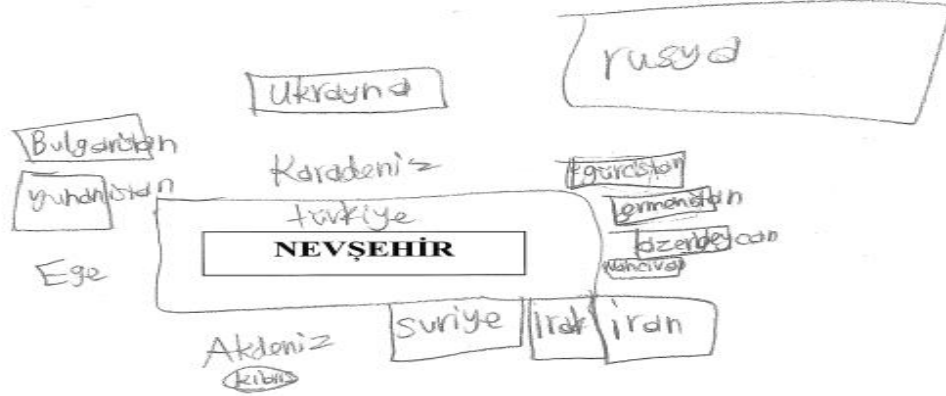 rusya
Ukrayna
Bulgaristan
yunanistan
Karadeniz
gürcistan
türkiye
ermenistan
NEVŞEHİR
azerbeycan
Ege
nahcivan
suriye
irak
iran
Akdeniz
kıbrıs